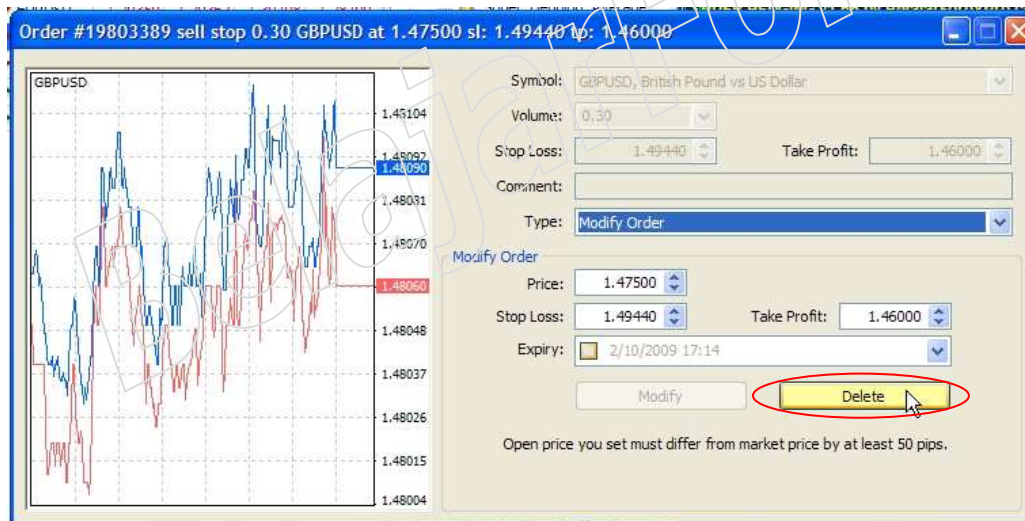 Order #19803389 sell stop 0.30 GBPUSD at 1.47500 sl: 1.49440 tp: 1.46000
GBPUSD
1.48104
1.48092
1.48090
1.48081
1.48070
1.48060
1.48048
1.48037
1.48026
1.48015
1.48004
Symbol: GBPUSD, British Pound vs US Dollar
Volume: 0.30
Stop Loss: 1.49440 Take Profit: 1.46000
Comment:
Type: Modify Order
Modify Order
Price: 1.47500
Stop Loss: 1.49440 Take Profit: 1.46000
Expiry: 2/10/2009 17:14
Modify Delete
Open price you set must differ from market price by at least 50 pips.